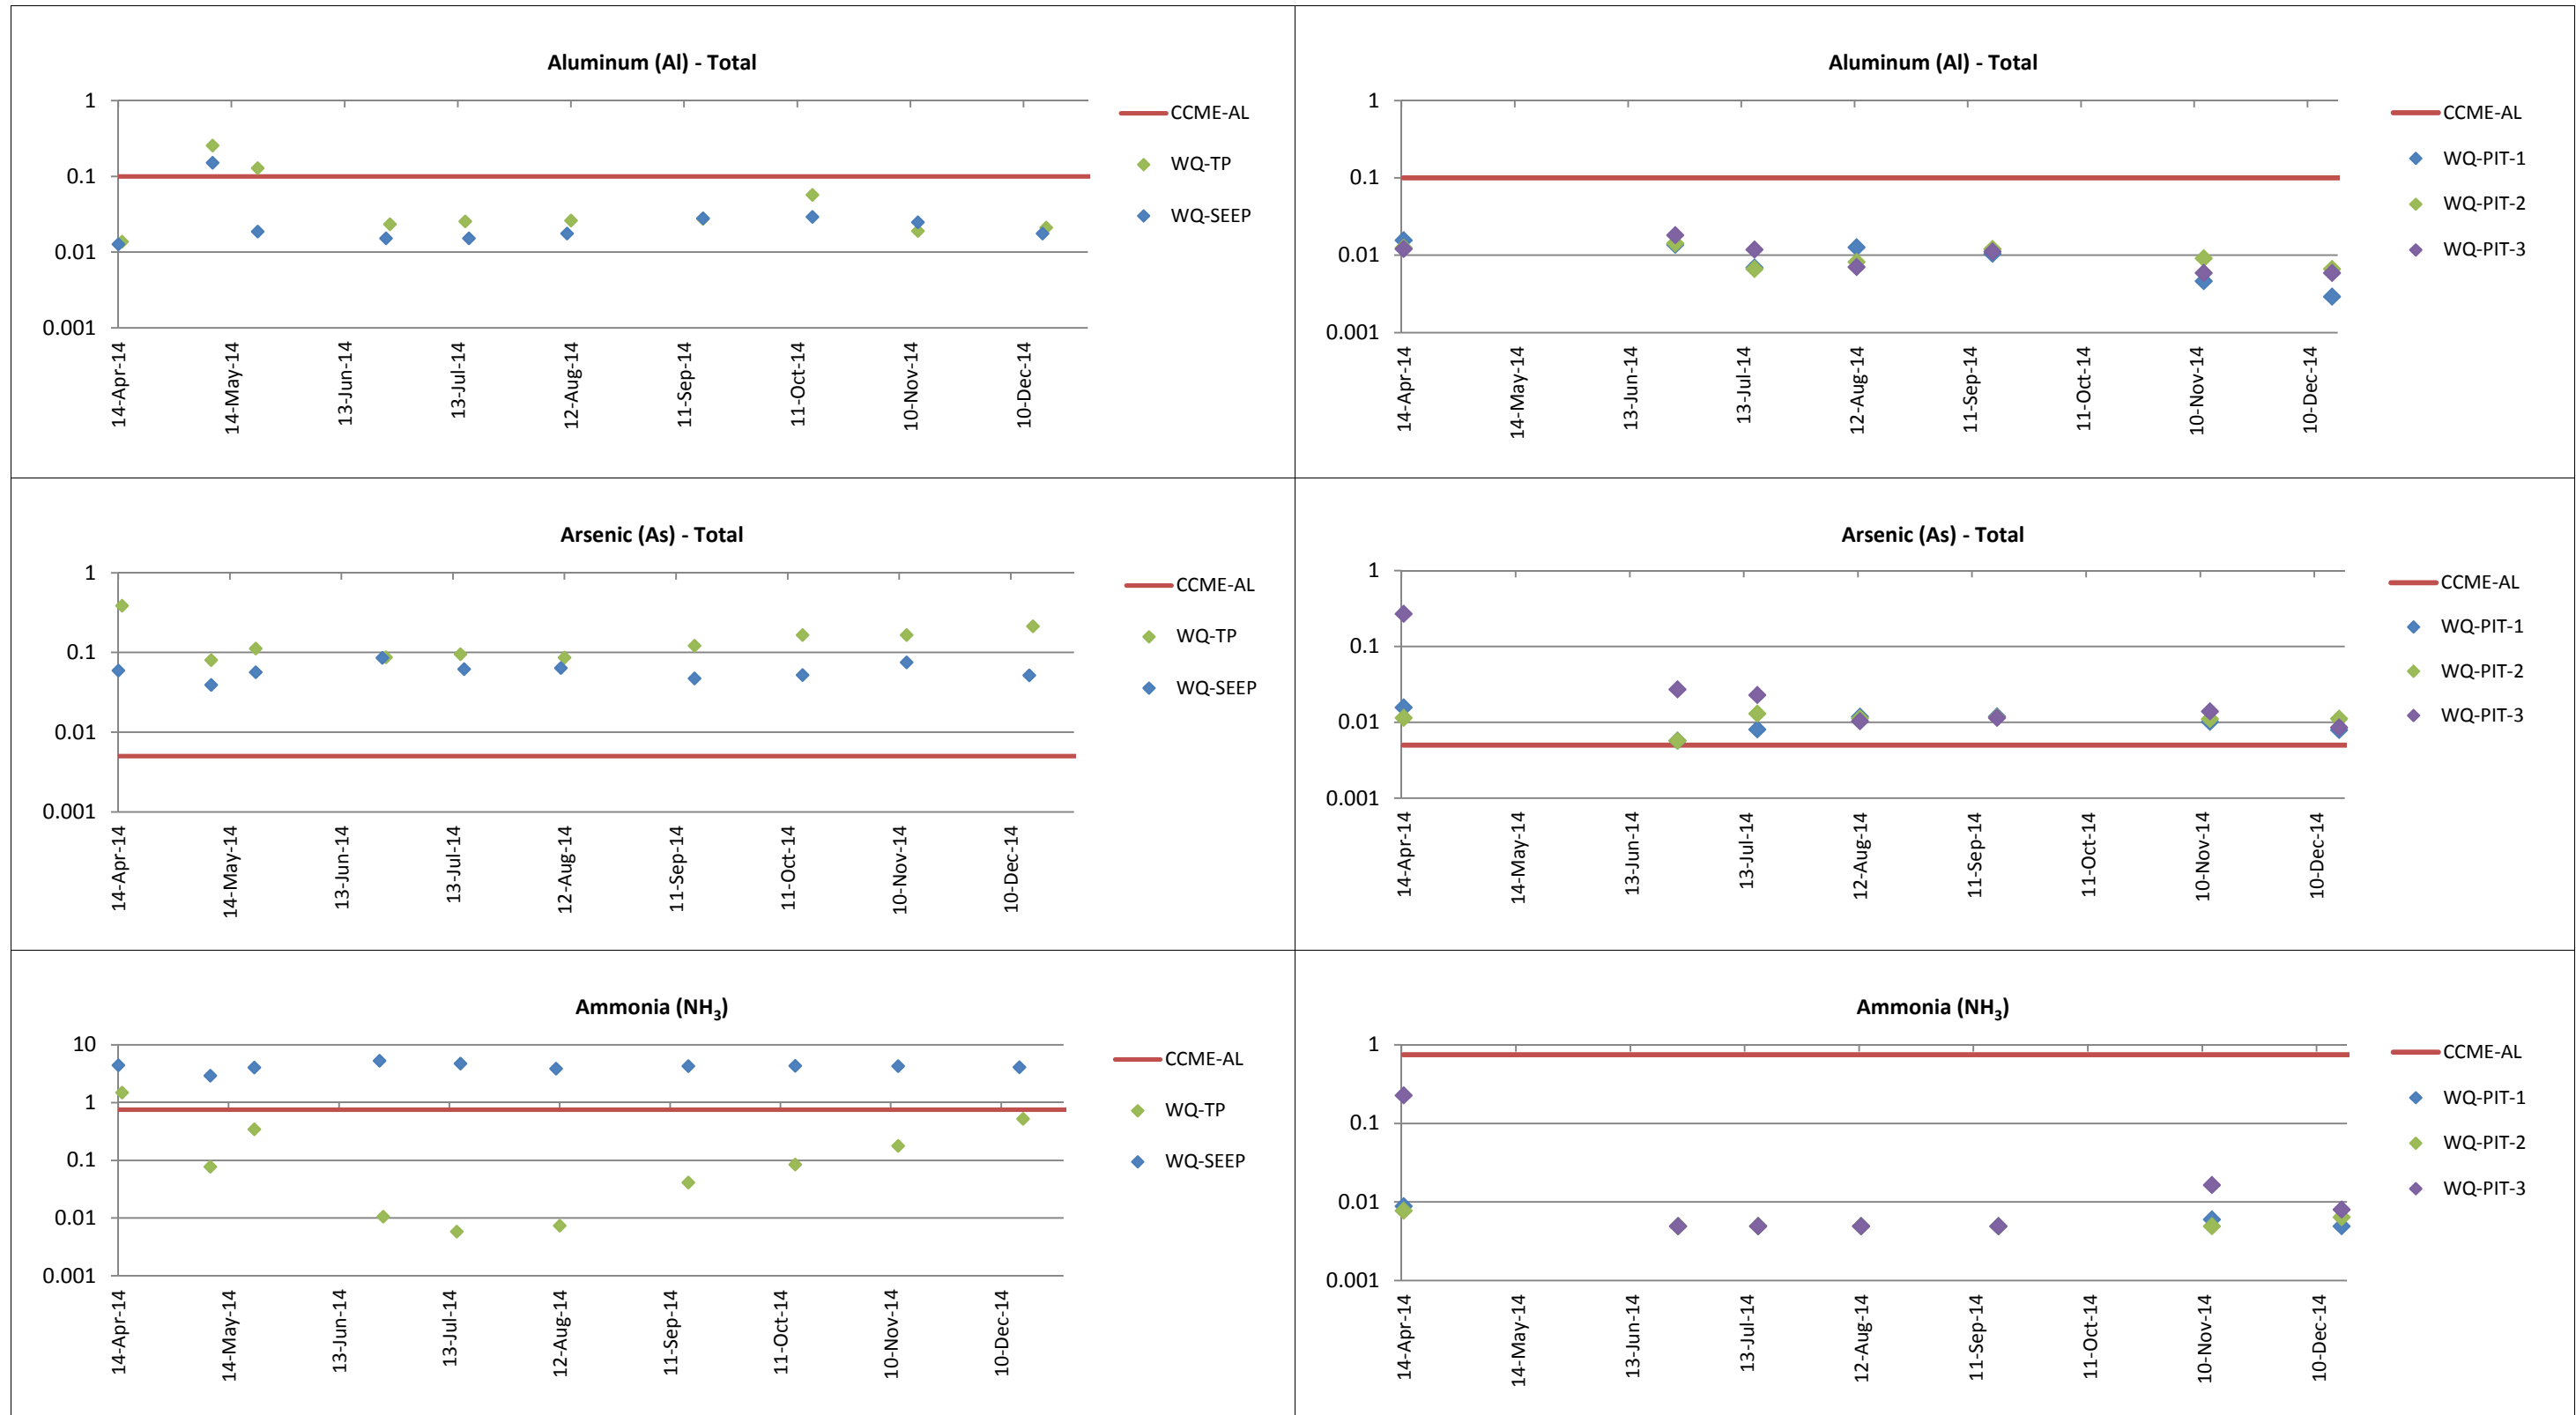 Aluminum (Al) - Total
1
0.1
0.01
0.001
14-Apr-14
14-May-14
13-Jun-14
13-Jul-14
12-Aug-14
11-Sep-14
11-Oct-14
10-Nov-14
10-Dec-14
CCME-AL
WQ-TP
WQ-SEEP
Aluminum (Al) - Total
1
0.1
0.01
0.001
14-Apr-14
14-May-14
13-Jun-14
13-Jul-14
12-Aug-14
11-Sep-14
11-Oct-14
10-Nov-14
10-Dec-14
CCME-AL
WQ-PIT-1
WQ-PIT-2
WQ-PIT-3
Arsenic (As) - Total
1
0.1
0.01
0.001
14-Apr-14
14-May-14
13-Jun-14
13-Jul-14
12-Aug-14
11-Sep-14
11-Oct-14
10-Nov-14
10-Dec-14
CCME-AL
WQ-TP
WQ-SEEP
Arsenic (As) - Total
1
0.1
0.01
0.001
14-Apr-14
14-May-14
13-Jun-14
13-Jul-14
12-Aug-14
11-Sep-14
11-Oct-14
10-Nov-14
10-Dec-14
CCME-AL
WQ-PIT-1
WQ-PIT-2
WQ-PIT-3
Ammonia (NH₃)
10
1
0.1
0.01
0.001
14-Apr-14
14-May-14
13-Jun-14
13-Jul-14
12-Aug-14
11-Sep-14
11-Oct-14
10-Nov-14
10-Dec-14
CCME-AL
WQ-TP
WQ-SEEP
Ammonia (NH₃)
1
0.1
0.01
0.001
14-Apr-14
14-May-14
13-Jun-14
13-Jul-14
12-Aug-14
11-Sep-14
11-Oct-14
10-Nov-14
10-Dec-14
CCME-AL
WQ-PIT-1
WQ-PIT-2
WQ-PIT-3